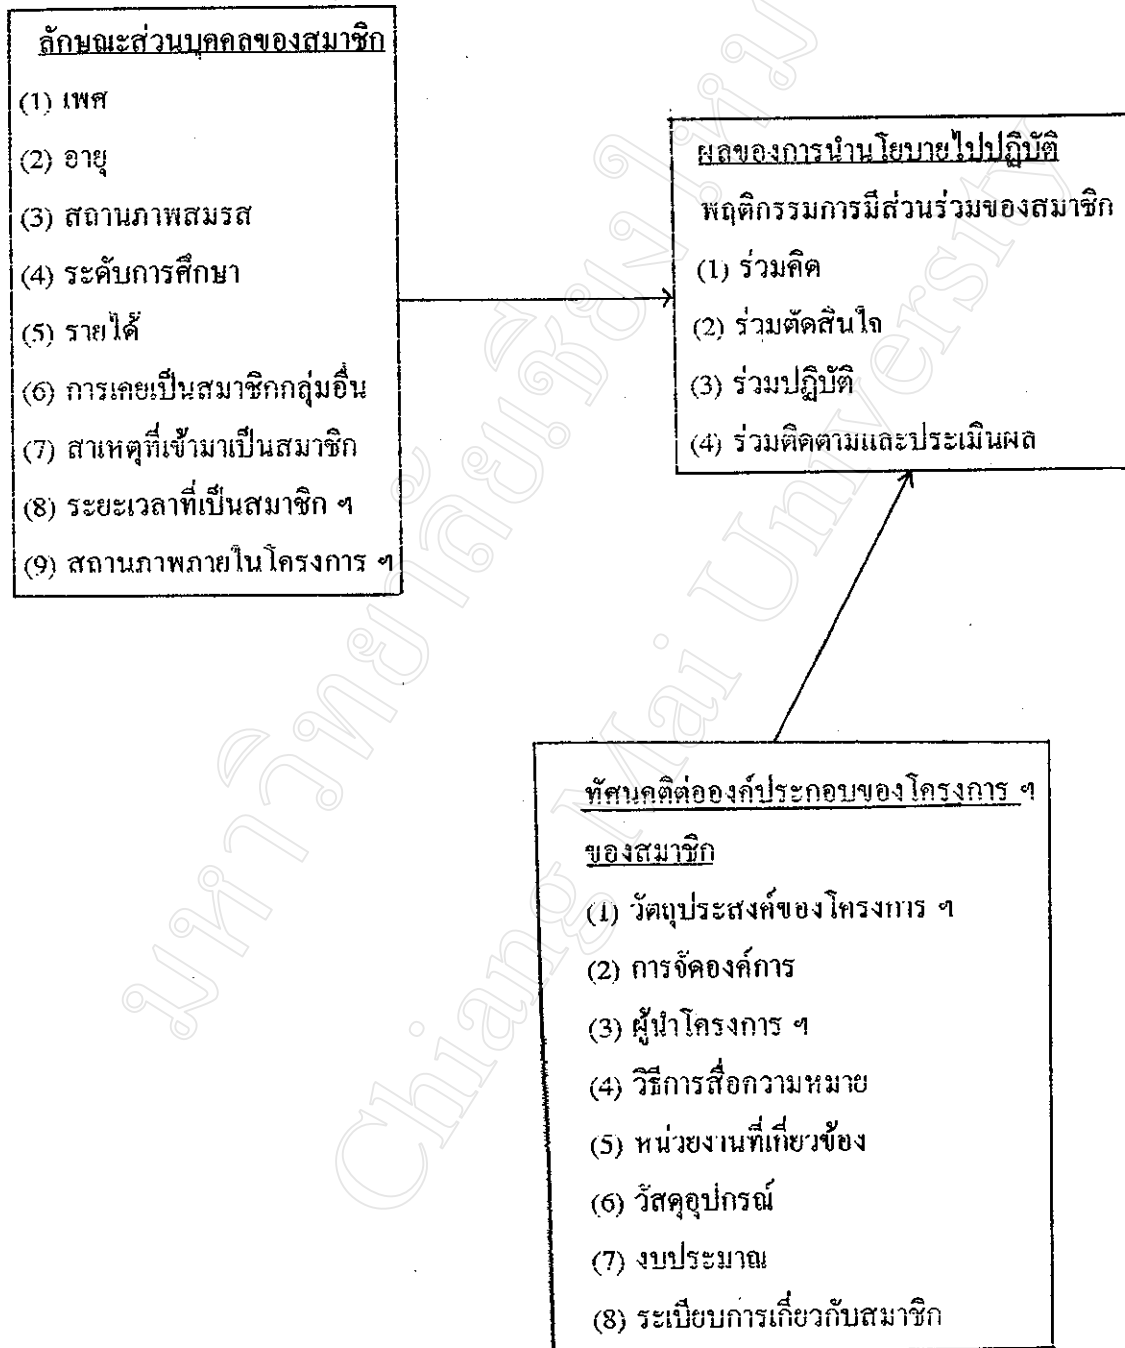 ลักษณะส่วนบุคคลของสมาชิก
(1) เพศ
(2) อายุ
(3) สถานภาพสมรส
(4) ระดับการศึกษา
(5) รายได้
(6) การเคยเป็นสมาชิกกลุ่มอื่น
(7) สาเหตุที่เข้ามาเป็นสมาชิก
(8) ระยะเวลาที่เป็นสมาชิก ฯ
(9) สถานภาพภายในโครงการ ฯ
ผลของการนำนโยบายไปปฏิบัติ
พฤติกรรมการมีส่วนร่วมของสมาชิก
(1) ร่วมคิด
(2) ร่วมตัดสินใจ
(3) ร่วมปฏิบัติ
(4) ร่วมติดตามและประเมินผล
ทัศนคติต่อองค์ประกอบของโครงการ ฯ
ของสมาชิก
(1) วัตถุประสงค์ของโครงการ ฯ
(2) การจัดองค์การ
(3) ผู้นำโครงการ ฯ
(4) วิธีการสื่อความหมาย
(5) หน่วยงานที่เกี่ยวข้อง
(6) วัสดุอุปกรณ์
(7) งบประมาณ
(8) ระเบียบการเกี่ยวกับสมาชิก
มหาวิทยาลัยเชียงใหม่
Chiang Mai University